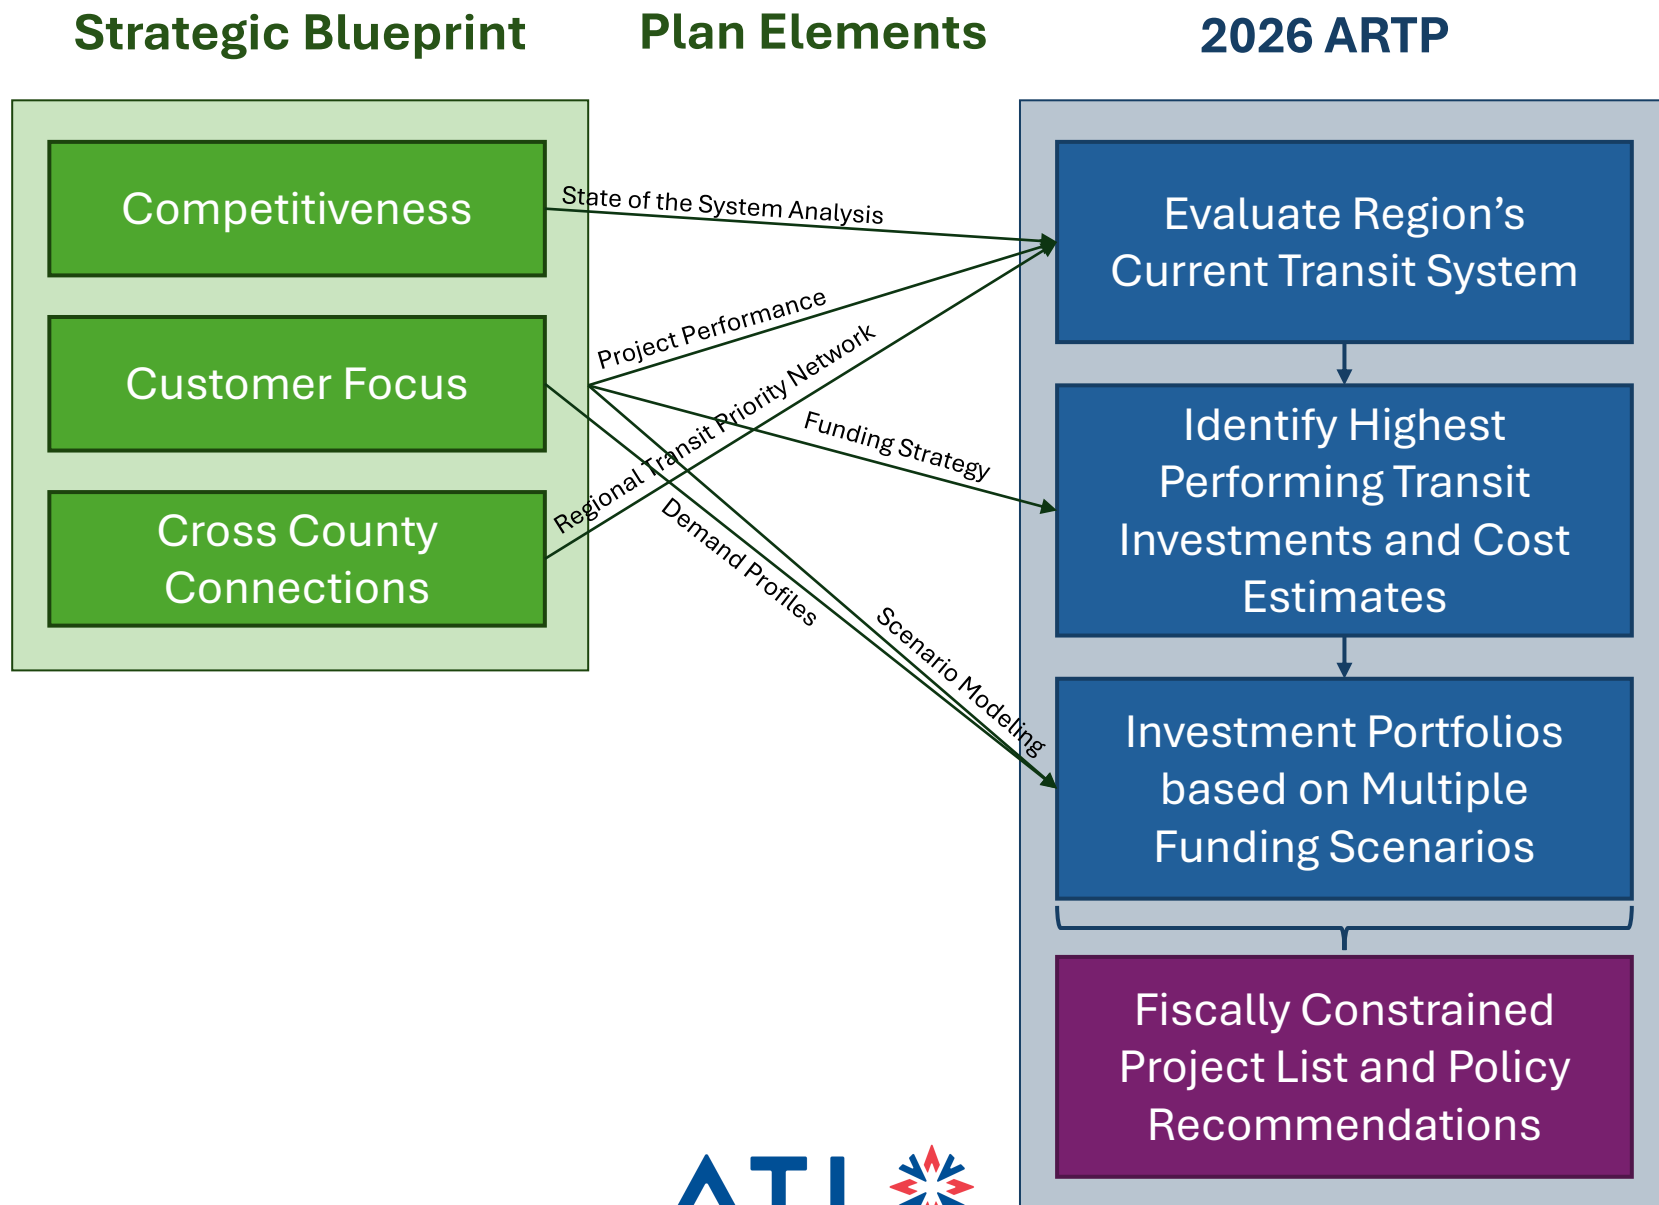 Strategic Blueprint
Plan Elements
2026 ARTP
Competitiveness
Customer Focus
Cross County
Connections
State of the System Analysis
Project Performance
Regional Transit Priority Network
Funding Strategy
Demand Profiles
Scenario Modeling
Evaluate Region’s
Current Transit System
Identify Highest
Performing Transit
Investments and Cost
Estimates
Investment Portfolios
based on Multiple
Funding Scenarios
Fiscally Constrained
Project List and Policy
Recommendations